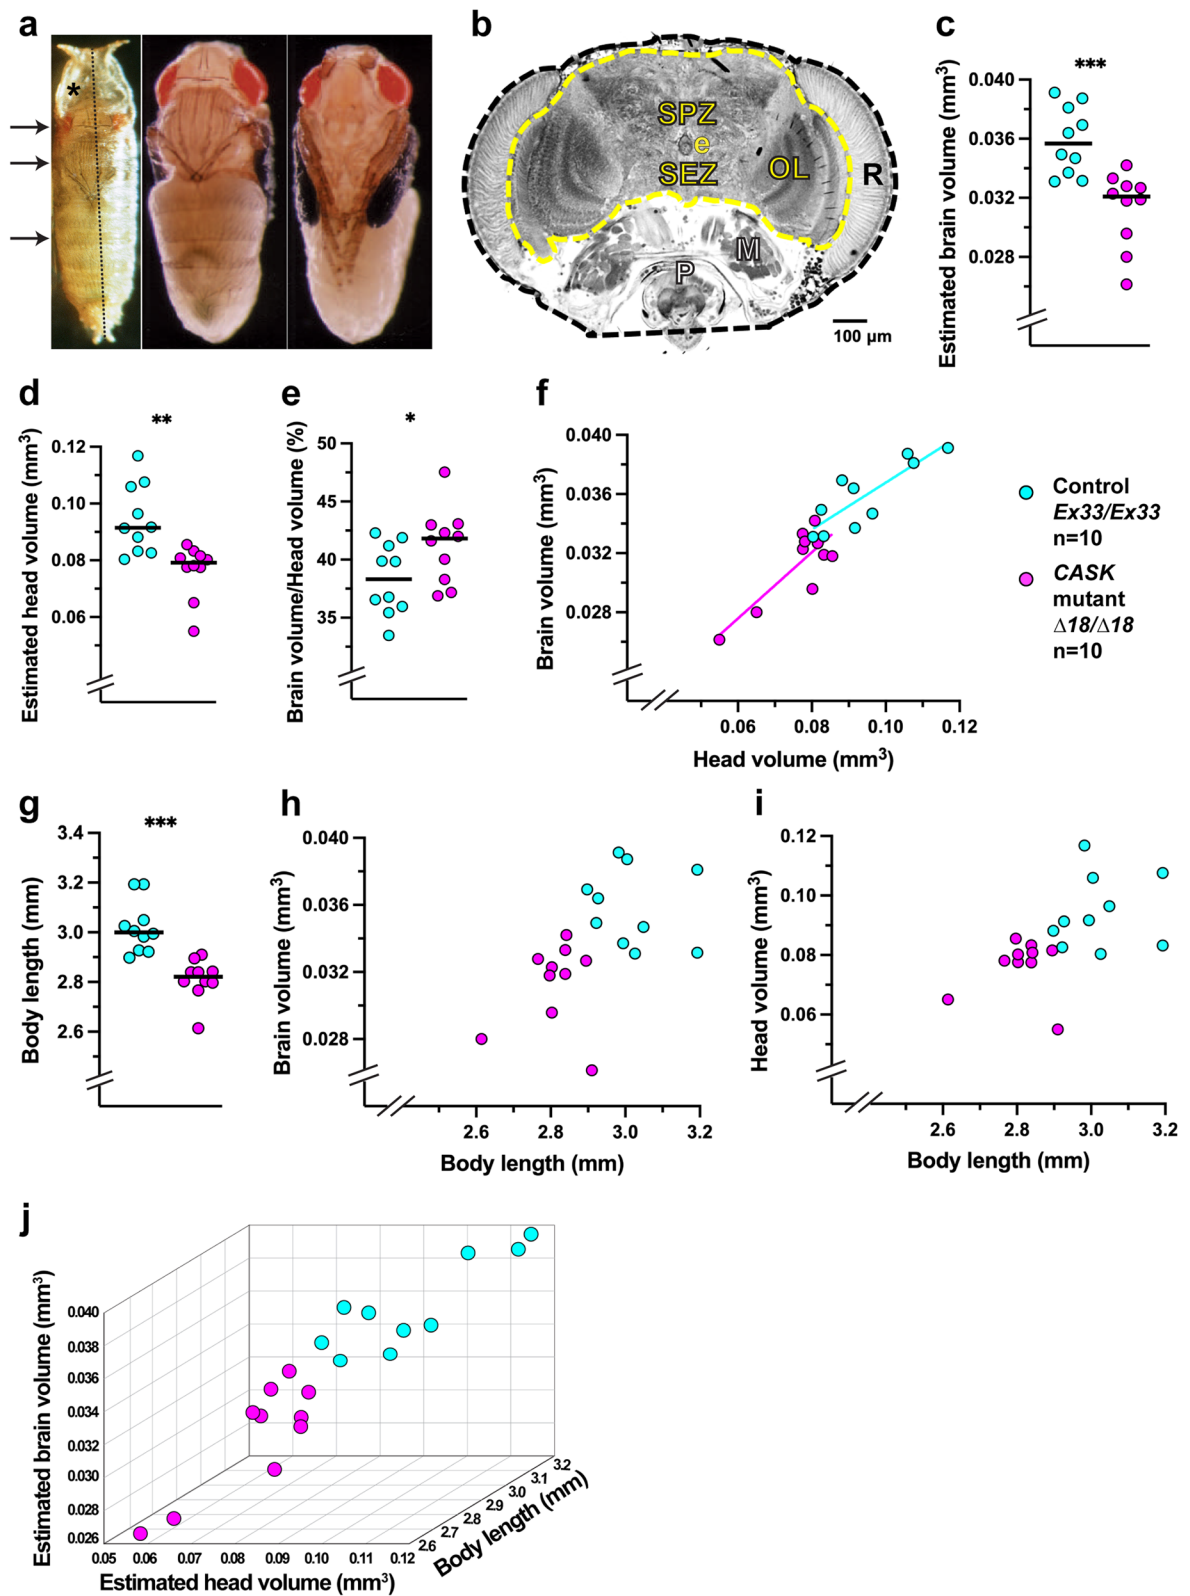 a
*
b
SPZ
e
SEZ
OL
R
M
P
100 µm
c
***
Estimated brain volume (mm³)
0.040
0.036
0.032
0.028
d
**
Estimated head volume (mm³)
0.12
0.10
0.08
0.06
e
*
Brain volume/Head volume (%)
50
45
40
35
f
Brain volume (mm³)
0.040
0.036
0.032
0.028
0.06 0.08 0.10 0.12
Head volume (mm³)
Control
Ex33/Ex33
n=10
CASK
mutant
Δ18/Δ18
n=10
g
***
Body length (mm)
3.4
3.2
3.0
2.8
2.6
h
Brain volume (mm³)
0.040
0.036
0.032
0.028
2.6 2.8 3.0 3.2
Body length (mm)
i
Head volume (mm³)
0.12
0.10
0.08
0.06
2.6 2.8 3.0 3.2
Body length (mm)
j
Estimated brain volume (mm³)
0.040
0.038
0.036
0.034
0.032
0.030
0.028
0.026
0.05 0.06 0.07 0.08 0.09 0.10 0.11 0.12
Estimated head volume (mm³)
2.6 2.7 2.8 2.9 3.0 3.1 3.2
Body length (mm)